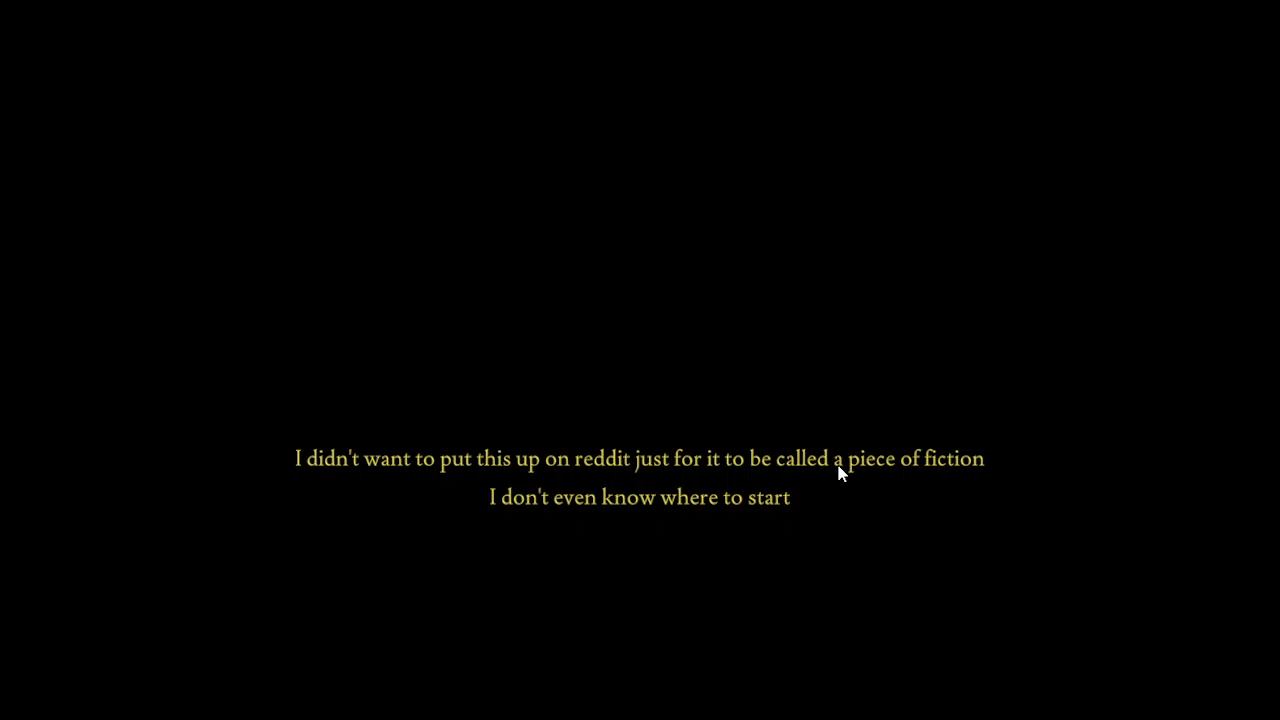 I didn't want to put this up on reddit just for it to be called a piece of fiction
I don't even know where to start